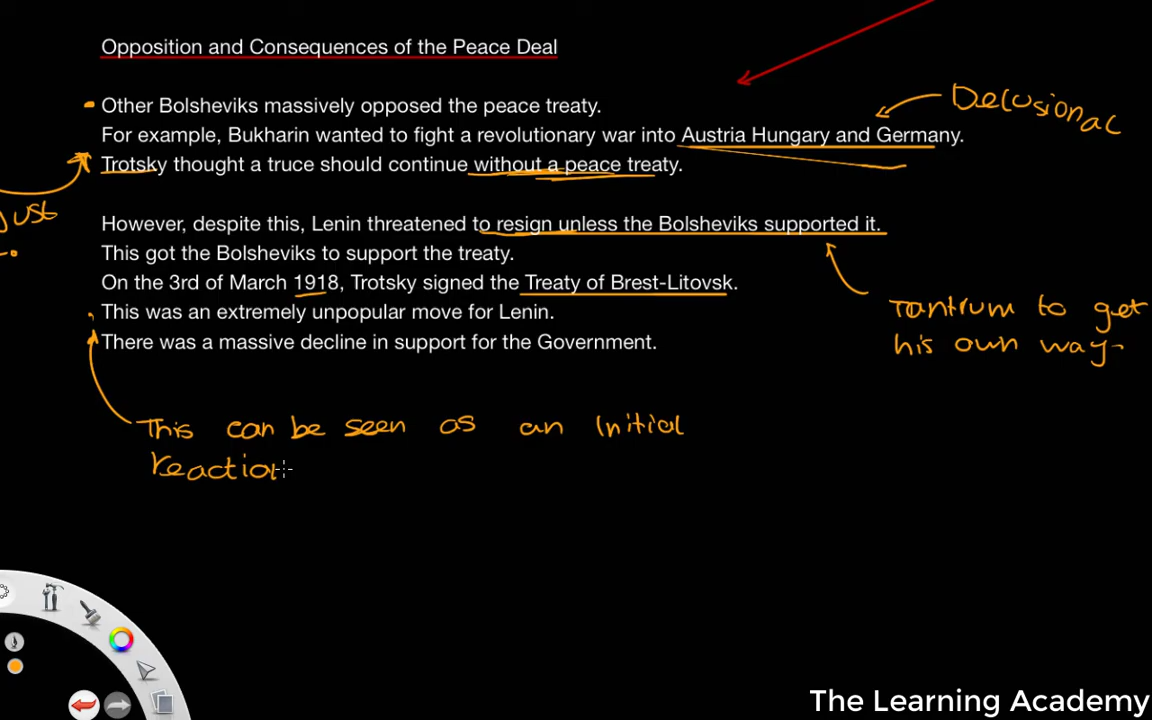 Opposition and Consequences of the Peace Deal
Other Bolsheviks massively opposed the peace treaty.
For example, Bukharin wanted to fight a revolutionary war into Austria Hungary and Germany.
Delusional
Trotsky thought a truce should continue without a peace treaty.
Just
However, despite this, Lenin threatened to resign unless the Bolsheviks supported it.
This got the Bolsheviks to support the treaty.
On the 3rd of March 1918, Trotsky signed the Treaty of Brest-Litovsk.
This was an extremely unpopular move for Lenin.
There was a massive decline in support for the Government.
Tantrum to get
his own way-
This can be seen as an Initial
reaction
The Learning Academy